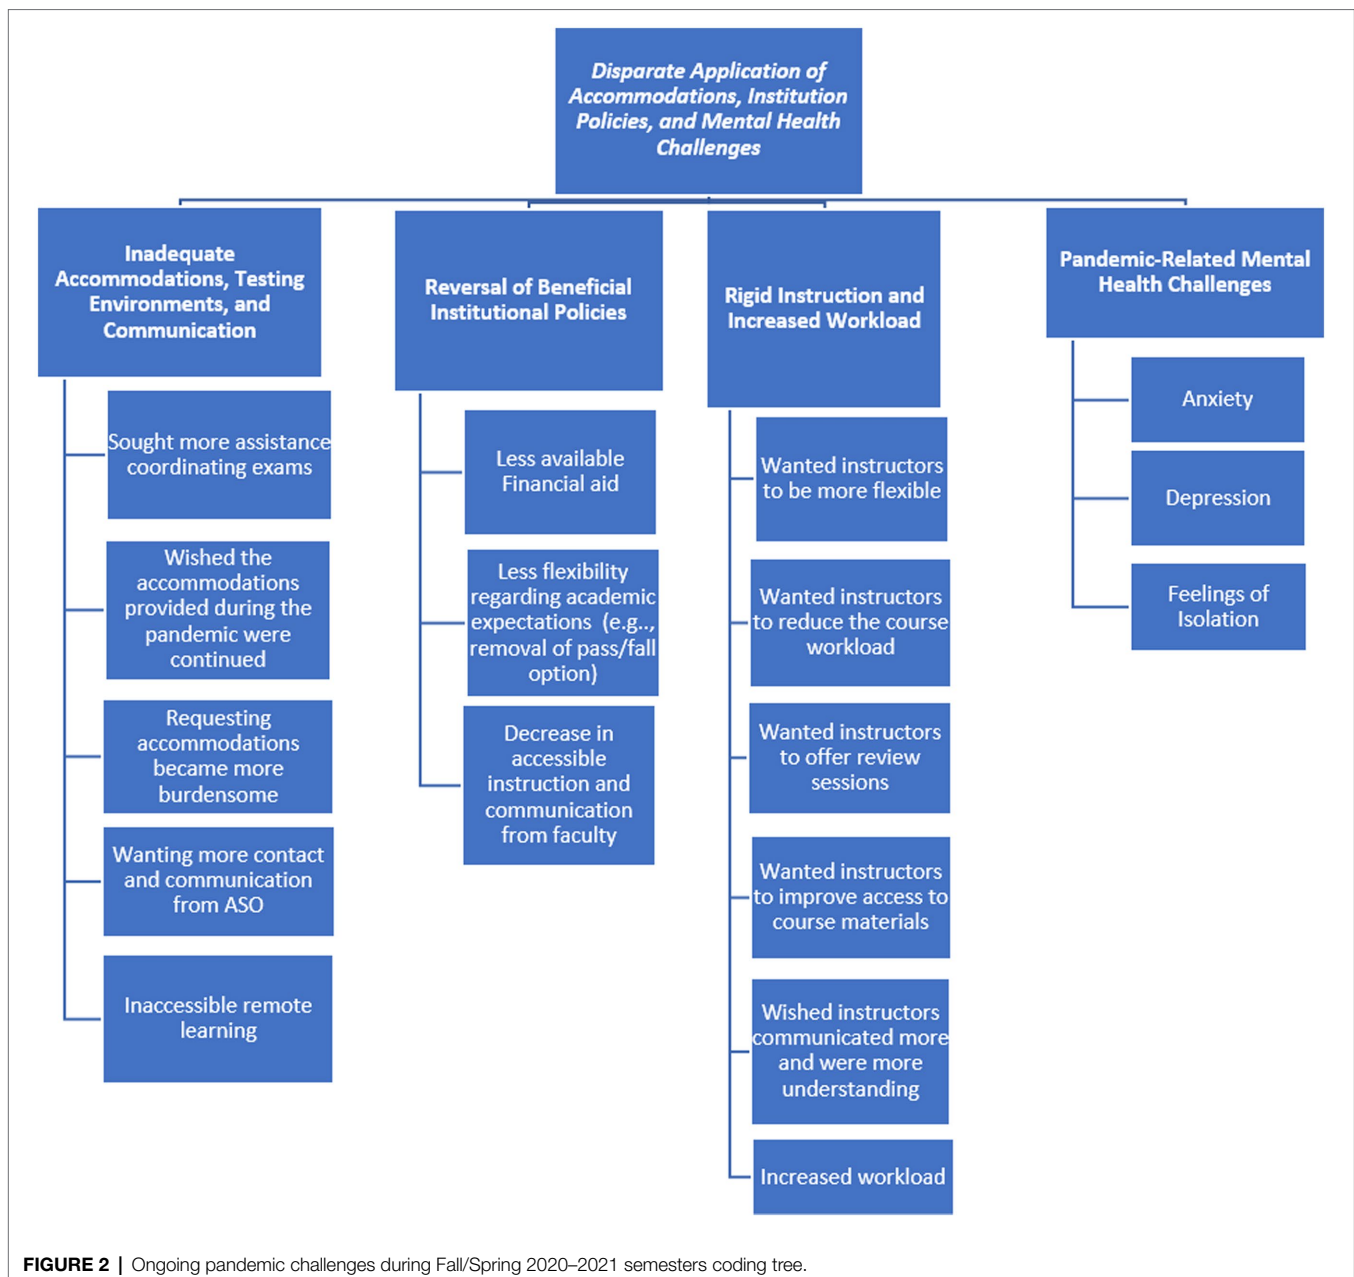 Disparate Application of
Accommodations, Institution
Policies, and Mental Health
Challenges
Inadequate
Accommodations, Testing
Environments, and
Communication
Sought more assistance
coordinating exams
Wished the
accommodations
provided during the
pandemic were
continued
Requesting
accommodations
became more
burdensome
Wanting more contact
and communication
from ASO
Inaccessible remote
learning
Reversal of Beneficial
Institutional Policies
Less available
Financial aid
Less flexibility
regarding academic
expectations (e.g..,
removal of pass/fall
option)
Decrease in
accessible
instruction and
communication
from faculty
Rigid Instruction and
Increased Workload
Wanted instructors
to be more flexible
Wanted instructors
to reduce the course
workload
Wanted instructors
to offer review
sessions
Wanted instructors
to improve access to
course materials
Wished instructors
communicated more
and were more
understanding
Increased workload
Pandemic-Related Mental
Health Challenges
Anxiety
Depression
Feelings of
Isolation
FIGURE 2 | Ongoing pandemic challenges during Fall/Spring 2020–2021 semesters coding tree.